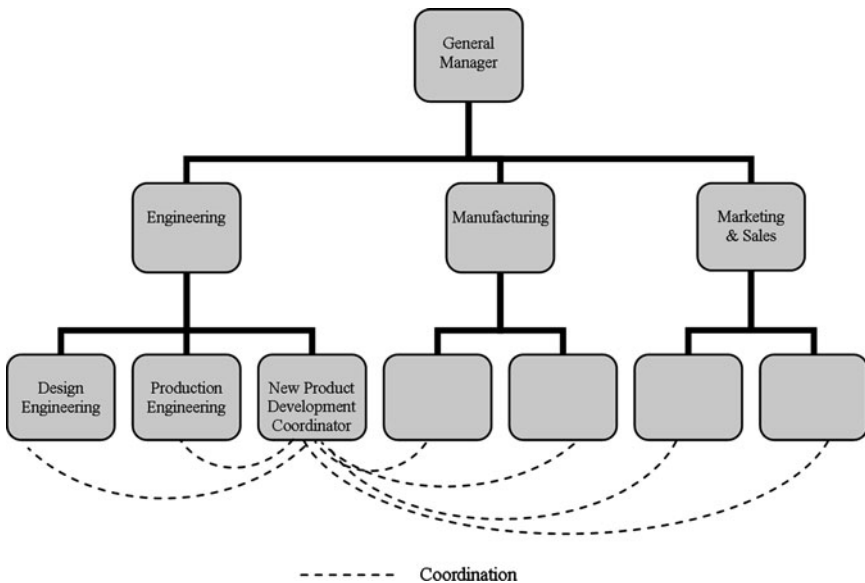 General
Manager
Engineering
Manufacturing
Marketing
& Sales
Design
Engineering
Production
Engineering
New Product
Development
Coordinator
Coordination